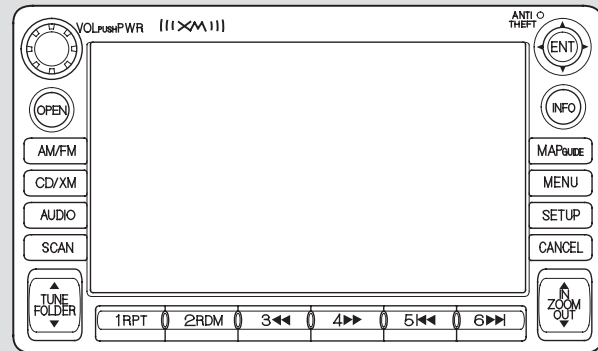 VOL PUSH PWR
XM
ANTI
THEFT
ENT
OPEN
INFO
AM/FM
MAP GUIDE
CD/XM
MENU
AUDIO
SETUP
SCAN
CANCEL
TUNE
FOLDER
IN
ZOOM
OUT
1RPT
2RDM
3◀◀
4▶▶
5|◀◀
6▶▶|